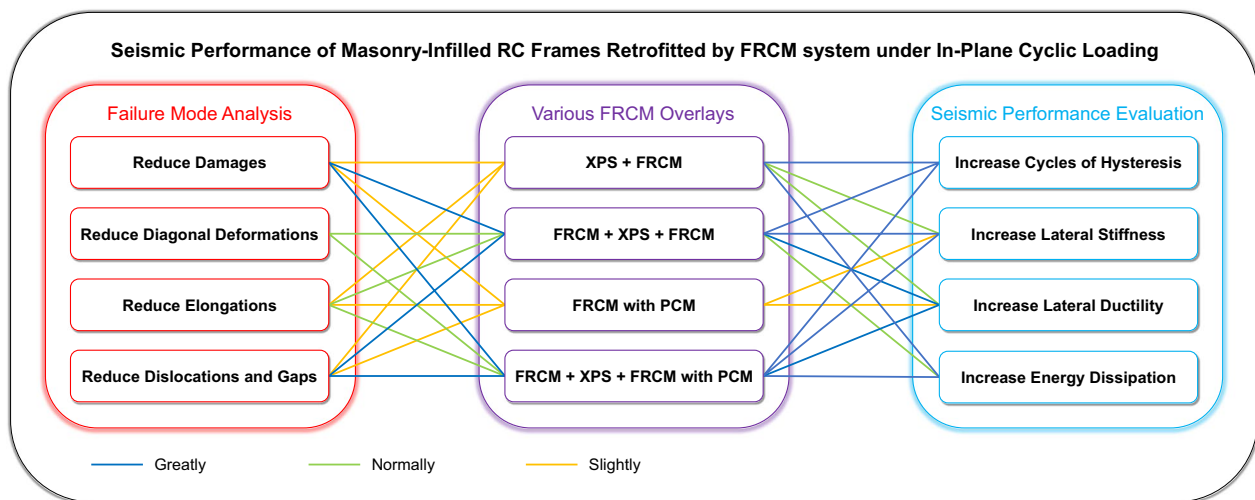 Seismic Performance of Masonry-Infilled RC Frames Retrofitted by FRCM system under In-Plane Cyclic Loading
Failure Mode Analysis
Reduce Damages
Reduce Diagonal Deformations
Reduce Elongations
Reduce Dislocations and Gaps
Various FRCM Overlays
XPS + FRCM
FRCM + XPS + FRCM
FRCM with PCM
FRCM + XPS + FRCM with PCM
Seismic Performance Evaluation
Increase Cycles of Hysteresis
Increase Lateral Stiffness
Increase Lateral Ductility
Increase Energy Dissipation
Greatly
Normally
Slightly